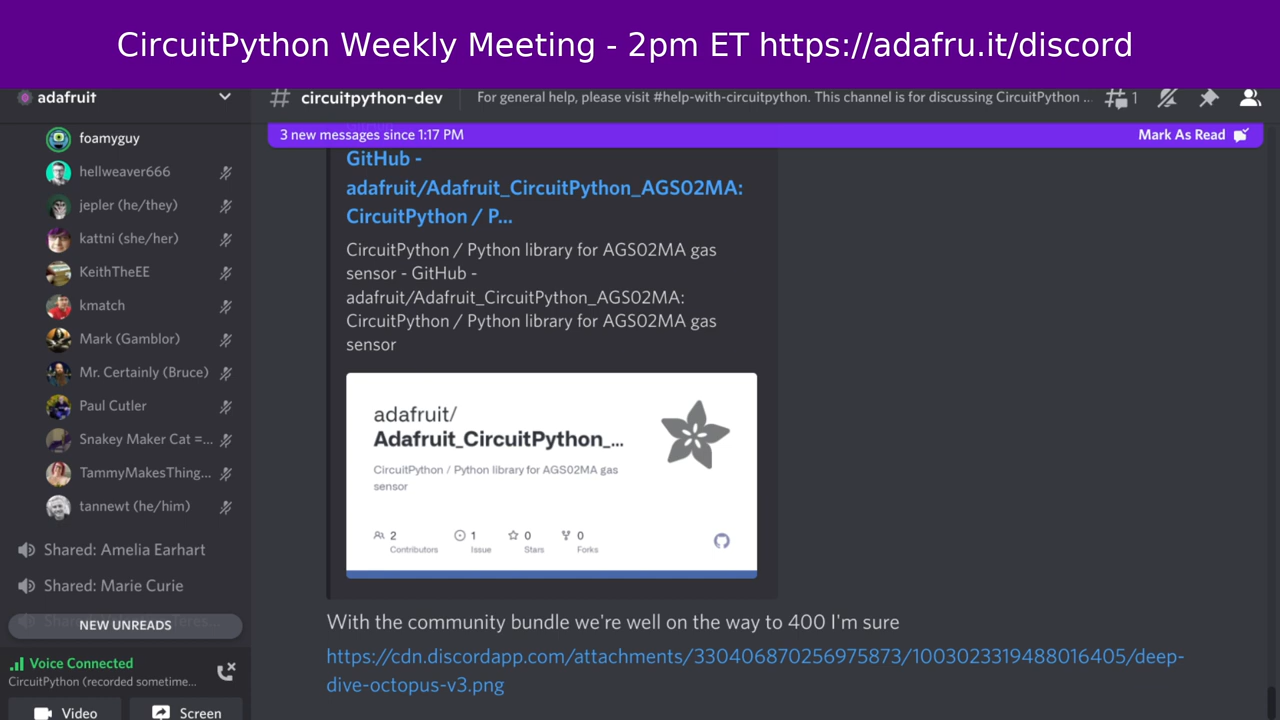 CircuitPython Weekly Meeting - 2pm ET https://adafru.it/discord
adafruit
foamyguy
hellweaver666
jepler (he/they)
kattni (she/her)
KeithTheEE
kmatch
Mark (Gamblor)
Mr. Certainly (Bruce)
Paul Cutler
Snakey Maker Cat =...
TammyMakesThing...
tannewt (he/him)
Shared: Amelia Earhart
Shared: Marie Curie
NEW UNREADS
Voice Connected
CircuitPython (recorded sometime...
Video
Screen
# circuitpython-dev
For general help, please visit #help-with-circuitpython. This channel is for discussing CircuitPython ...
1
3 new messages since 1:17 PM
Mark As Read
GitHub -
adafruit/Adafruit_CircuitPython_AGS02MA:
CircuitPython / P...
CircuitPython / Python library for AGS02MA gas
sensor - GitHub -
adafruit/Adafruit_CircuitPython_AGS02MA:
CircuitPython / Python library for AGS02MA gas
sensor
adafruit/
Adafruit_CircuitPython_...
CircuitPython / Python library for AGS02MA gas
sensor
2 1 0 0
Contributors Issue Stars Forks
With the community bundle we're well on the way to 400 I'm sure
https://cdn.discordapp.com/attachments/330406870256975873/1003023319488016405/deep-
dive-octopus-v3.png